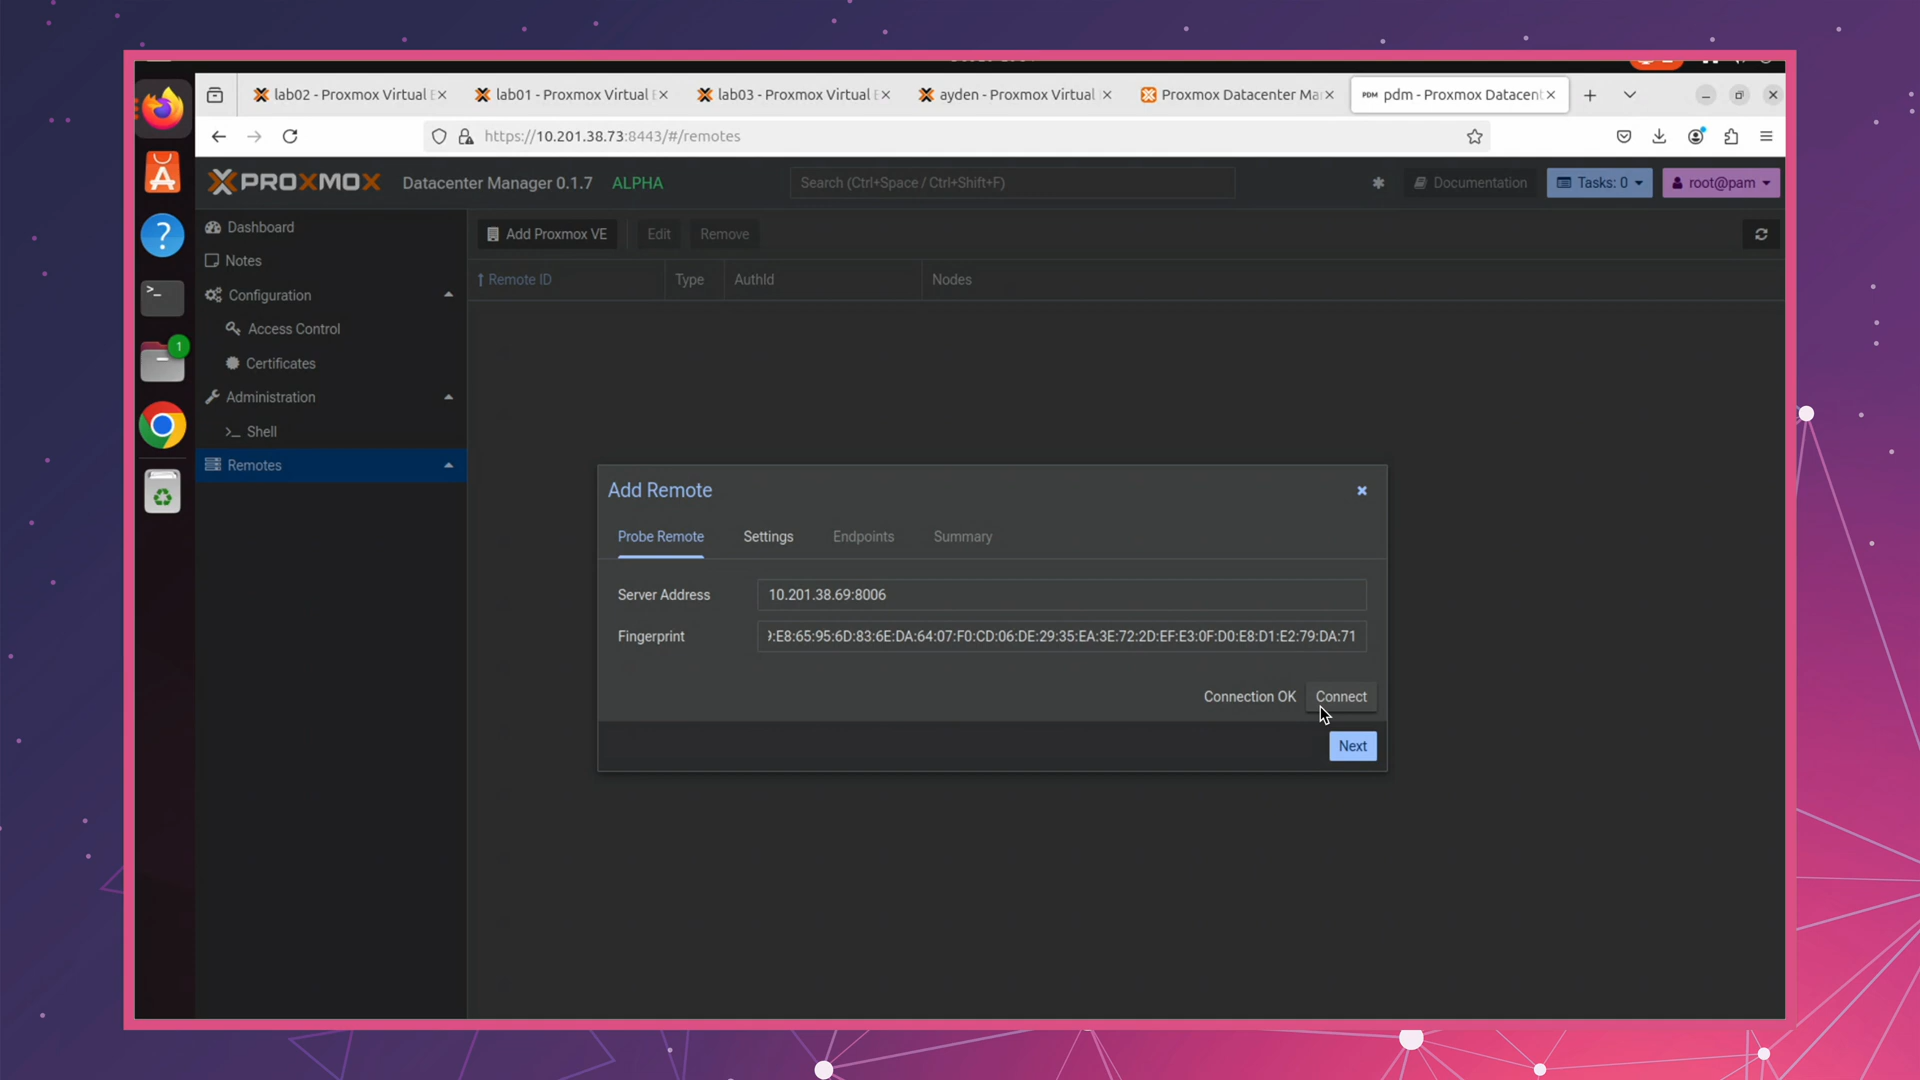 lab02 - Proxmox Virtual E
lab01 - Proxmox Virtual E
lab03 - Proxmox Virtual E
ayden - Proxmox Virtual
Proxmox Datacenter Ma
PDM pdm - Proxmox Datacent
https://10.201.38.73:8443/#/remotes
PROXMOX Datacenter Manager 0.1.7 ALPHA
Search (Ctrl+Space / Ctrl+Shift+F)
Documentation
Tasks: 0
root@pam
Dashboard
Notes
Configuration
Access Control
Certificates
Administration
Shell
Remotes
1
Add Proxmox VE
Edit
Remove
Remote ID
Type
AuthId
Nodes
Add Remote
Probe Remote
Settings
Endpoints
Summary
Server Address
10.201.38.69:8006
Fingerprint
:E8:65:95:6D:83:6E:DA:64:07:F0:CD:06:DE:29:35:EA:3E:72:2D:EF:E3:0F:D0:E8:D1:E2:79:DA:71
Connection OK
Connect
Next